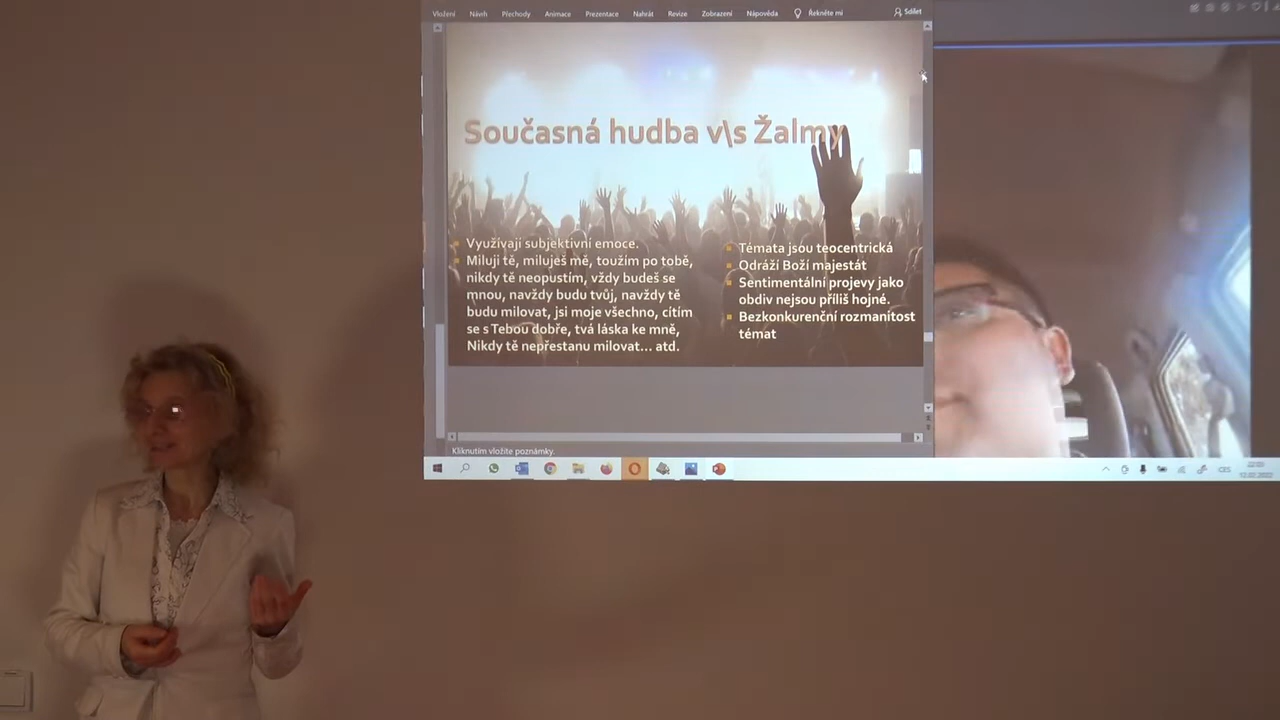 Vložení Návrh Přechody Animace Prezentace Nahrát Revize Zobrazení Nápověda Řekněte mi Sdílet
Současná hudba v\s Žalmy
Využívají subjektivní emoce.
Miluji tě, miluješ mě, toužím po tobě,
nikdy tě neopustím, vždy budeš se
mnou, navždy budu tvůj, navždy tě
budu milovat, jsi moje všechno, cítím
se s Tebou dobře, tvá láska ke mně,
Nikdy tě nepřestanu milovat... atd.
Témata jsou teocentrická
Odráží Boží majestát
Sentimentální projevy jako
obdiv nejsou příliš hojné.
Bezkonkurenční rozmanitost
témat
Kliknutím vložíte poznámky.
CES